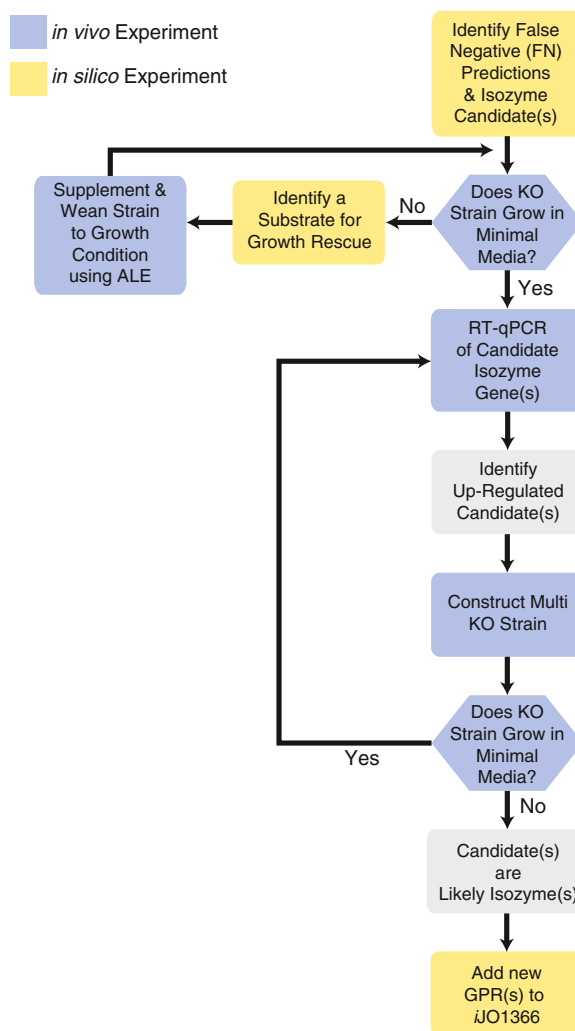 in vivo Experiment
in silico Experiment
Identify False
Negative (FN)
Predictions
& Isozyme
Candidate(s)
Does KO
Strain Grow in
Minimal
Media?
No
Identify a
Substrate for
Growth Rescue
Supplement &
Wean Strain
to Growth
Condition
using ALE
Yes
RT-qPCR
of Candidate
Isozyme
Gene(s)
Identify
Up-Regulated
Candidate(s)
Construct Multi
KO Strain
Does KO
Strain Grow in
Minimal
Media?
Yes
No
Candidate(s)
are
Likely Isozyme(s)
Add new
GPR(s) to
iJO1366